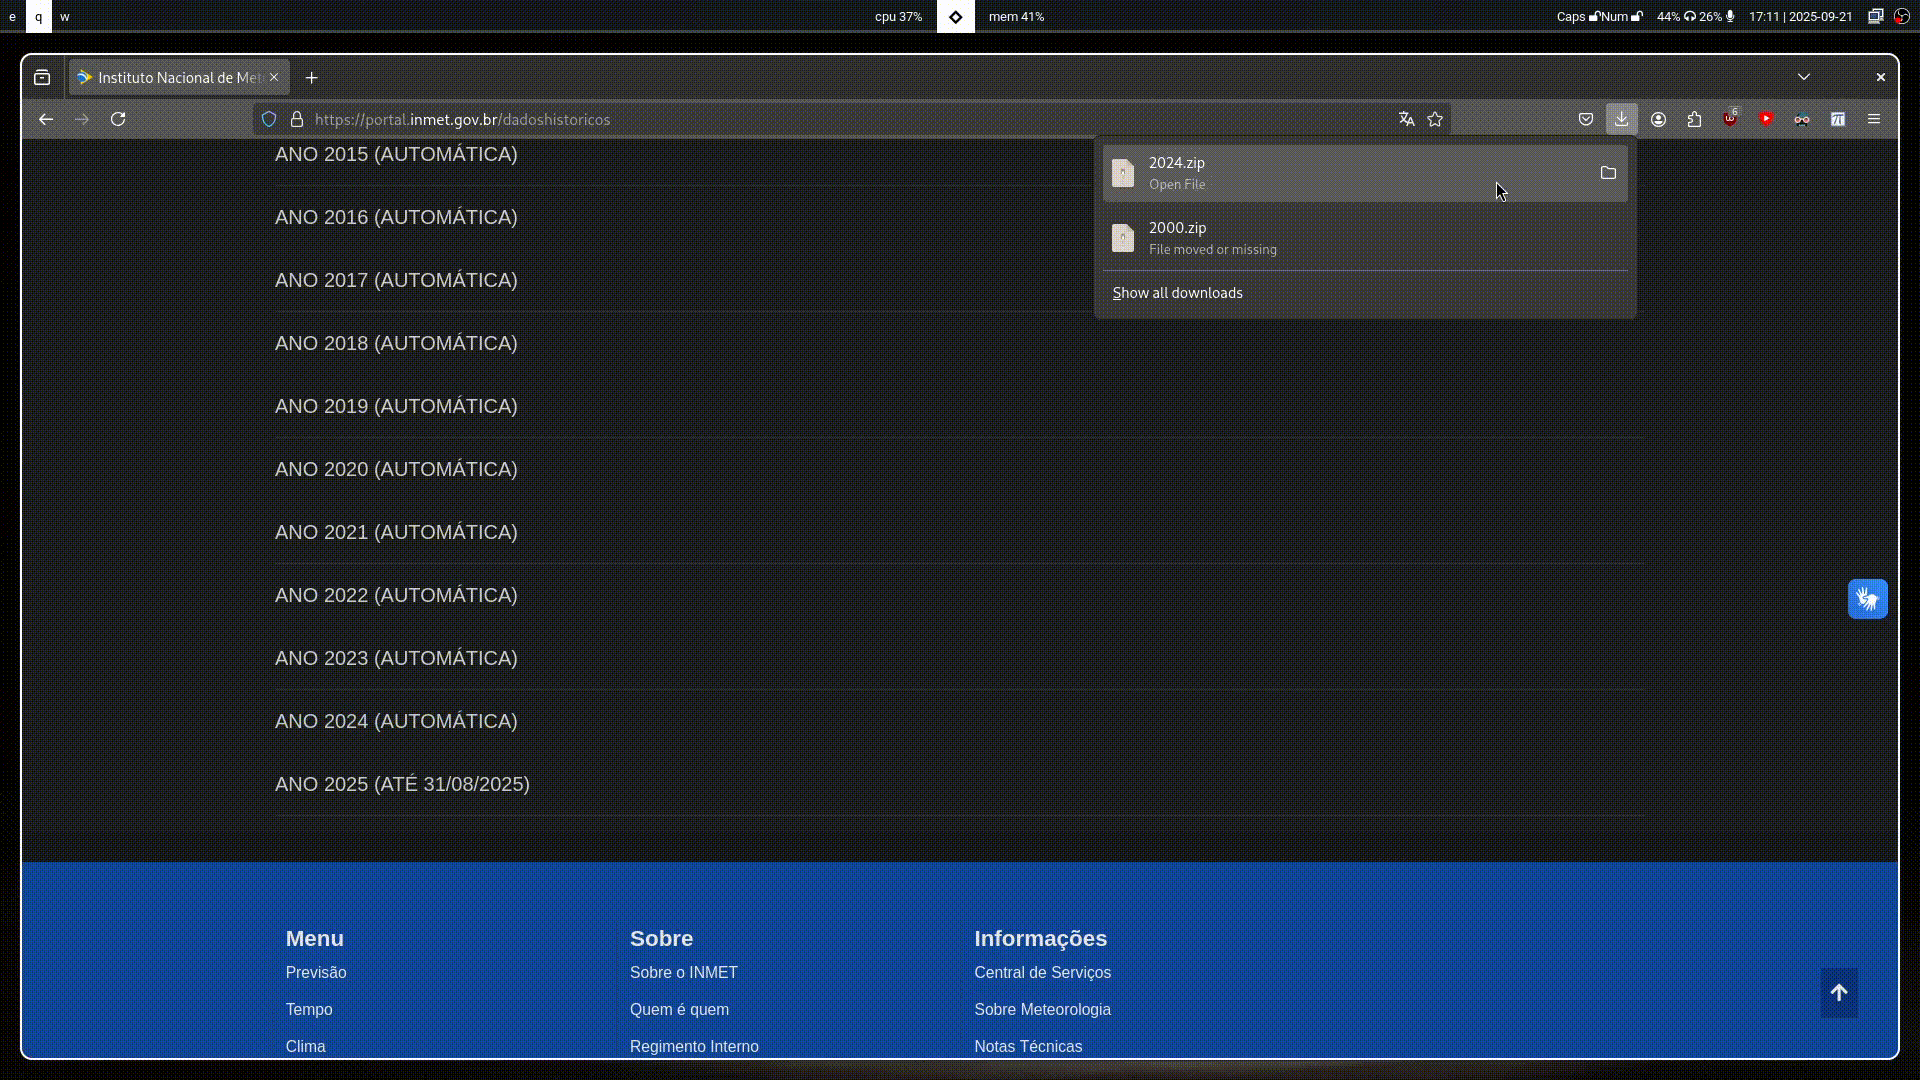 e q w cpu 37% mem 41% Caps Num 44% 26% 17:11 | 2025-09-21
Instituto Nacional de Met
https://portal.inmet.gov.br/dadoshistoricos
6
2024.zip
Open File
2000.zip
File moved or missing
Show all downloads
ANO 2015 (AUTOMÁTICA)
ANO 2016 (AUTOMÁTICA)
ANO 2017 (AUTOMÁTICA)
ANO 2018 (AUTOMÁTICA)
ANO 2019 (AUTOMÁTICA)
ANO 2020 (AUTOMÁTICA)
ANO 2021 (AUTOMÁTICA)
ANO 2022 (AUTOMÁTICA)
ANO 2023 (AUTOMÁTICA)
ANO 2024 (AUTOMÁTICA)
ANO 2025 (ATÉ 31/08/2025)
Menu
Previsão
Tempo
Clima
Sobre
Sobre o INMET
Quem é quem
Regimento Interno
Informações
Central de Serviços
Sobre Meteorologia
Notas Técnicas